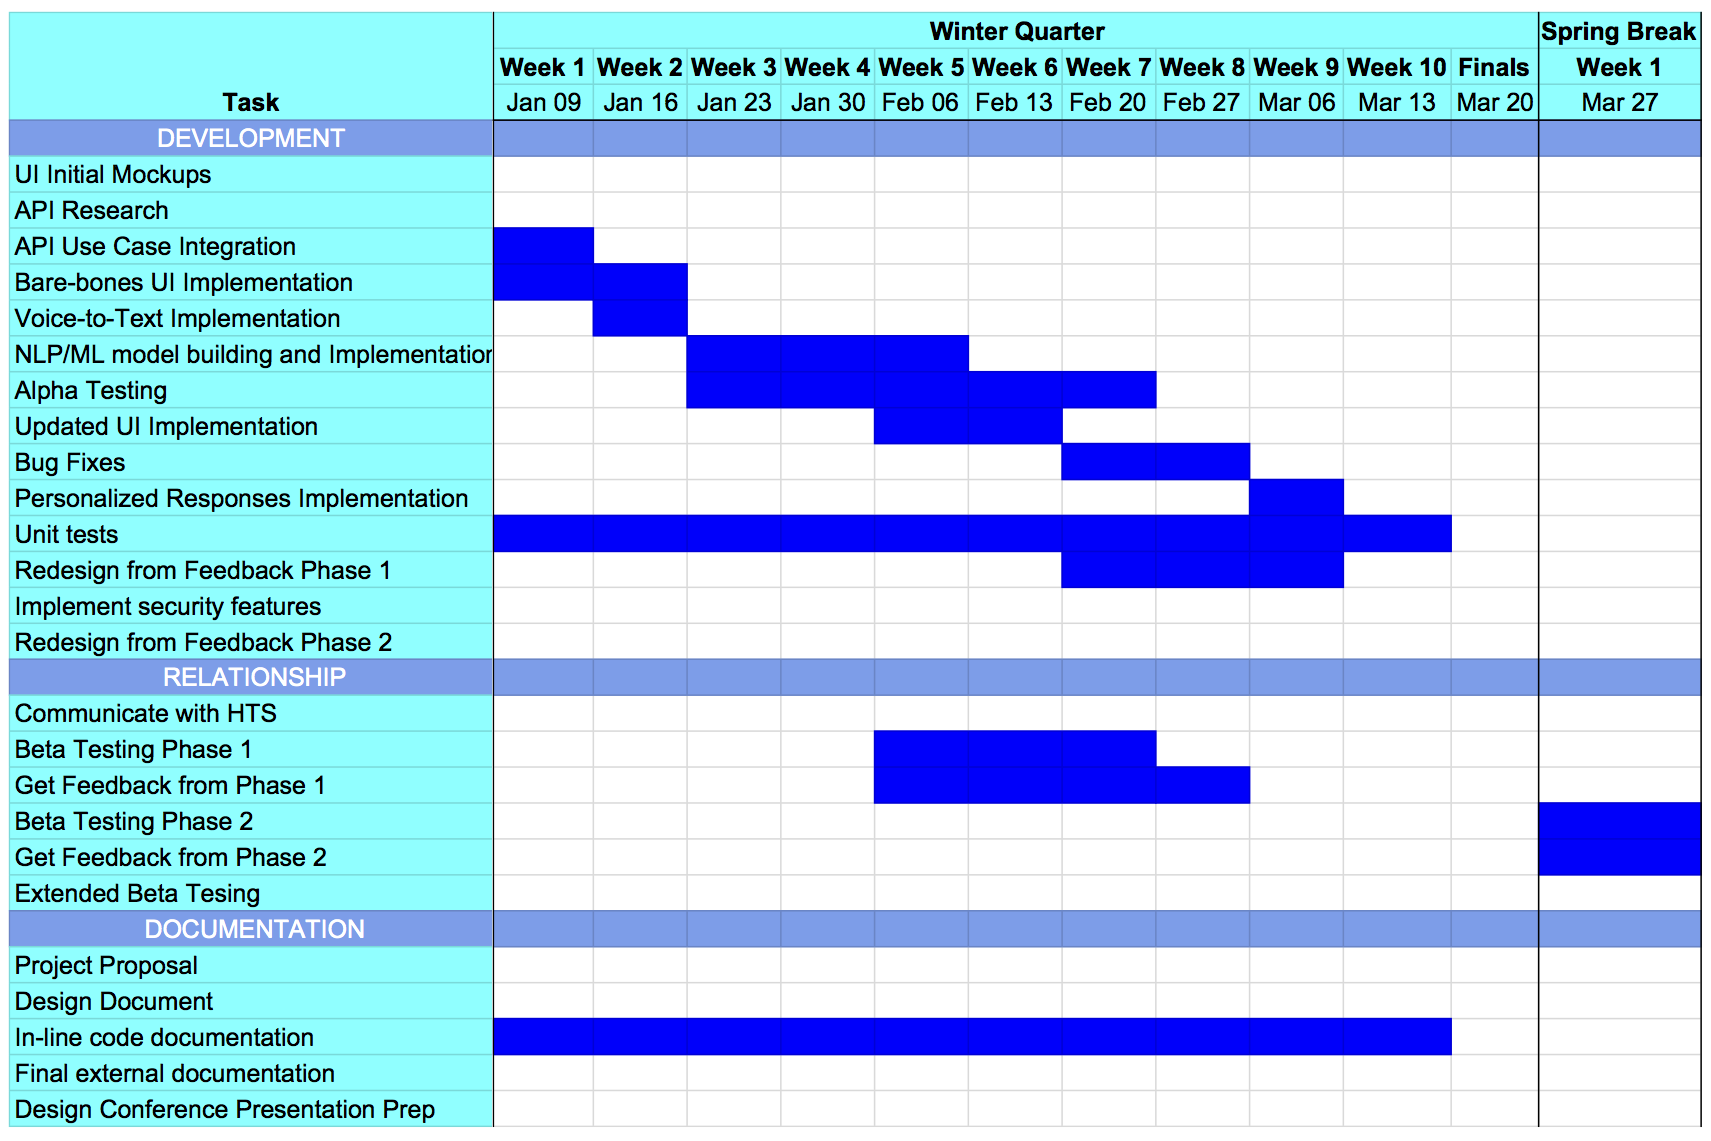 Winter Quarter Spring Break
Week 1 Week 2 Week 3 Week 4 Week 5 Week 6 Week 7 Week 8 Week 9 Week 10 Finals Week 1
Task Jan 09 Jan 16 Jan 23 Jan 30 Feb 06 Feb 13 Feb 20 Feb 27 Mar 06 Mar 13 Mar 20 Mar 27
DEVELOPMENT
UI Initial Mockups
API Research
API Use Case Integration
Bare-bones UI Implementation
Voice-to-Text Implementation
NLP/ML model building and Implementation
Alpha Testing
Updated UI Implementation
Bug Fixes
Personalized Responses Implementation
Unit tests
Redesign from Feedback Phase 1
Implement security features
Redesign from Feedback Phase 2
RELATIONSHIP
Communicate with HTS
Beta Testing Phase 1
Get Feedback from Phase 1
Beta Testing Phase 2
Get Feedback from Phase 2
Extended Beta Tesing
DOCUMENTATION
Project Proposal
Design Document
In-line code documentation
Final external documentation
Design Conference Presentation Prep